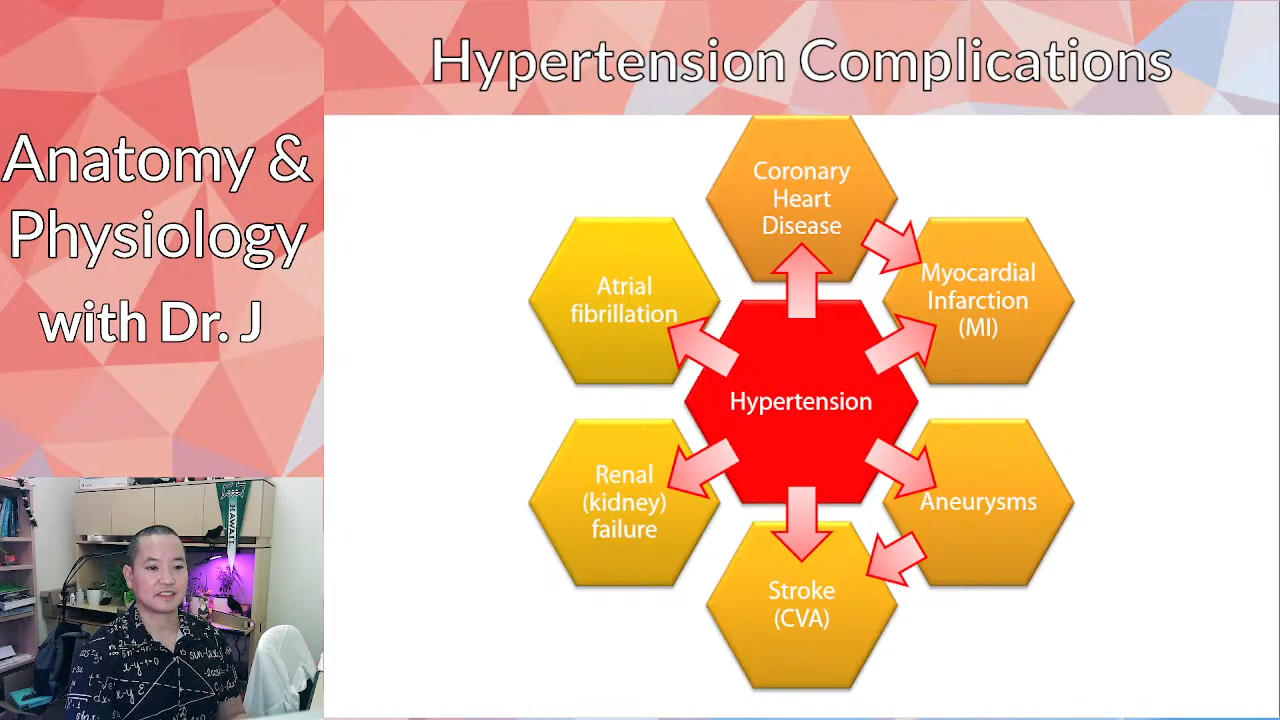 Hypertension Complications
Anatomy &
Physiology
with Dr. J
Coronary
Heart
Disease
Myocardial
Infarction
(MI)
Atrial
fibrillation
Hypertension
Renal
(kidney)
failure
Aneurysms
Stroke
(CVA)
HAWAII